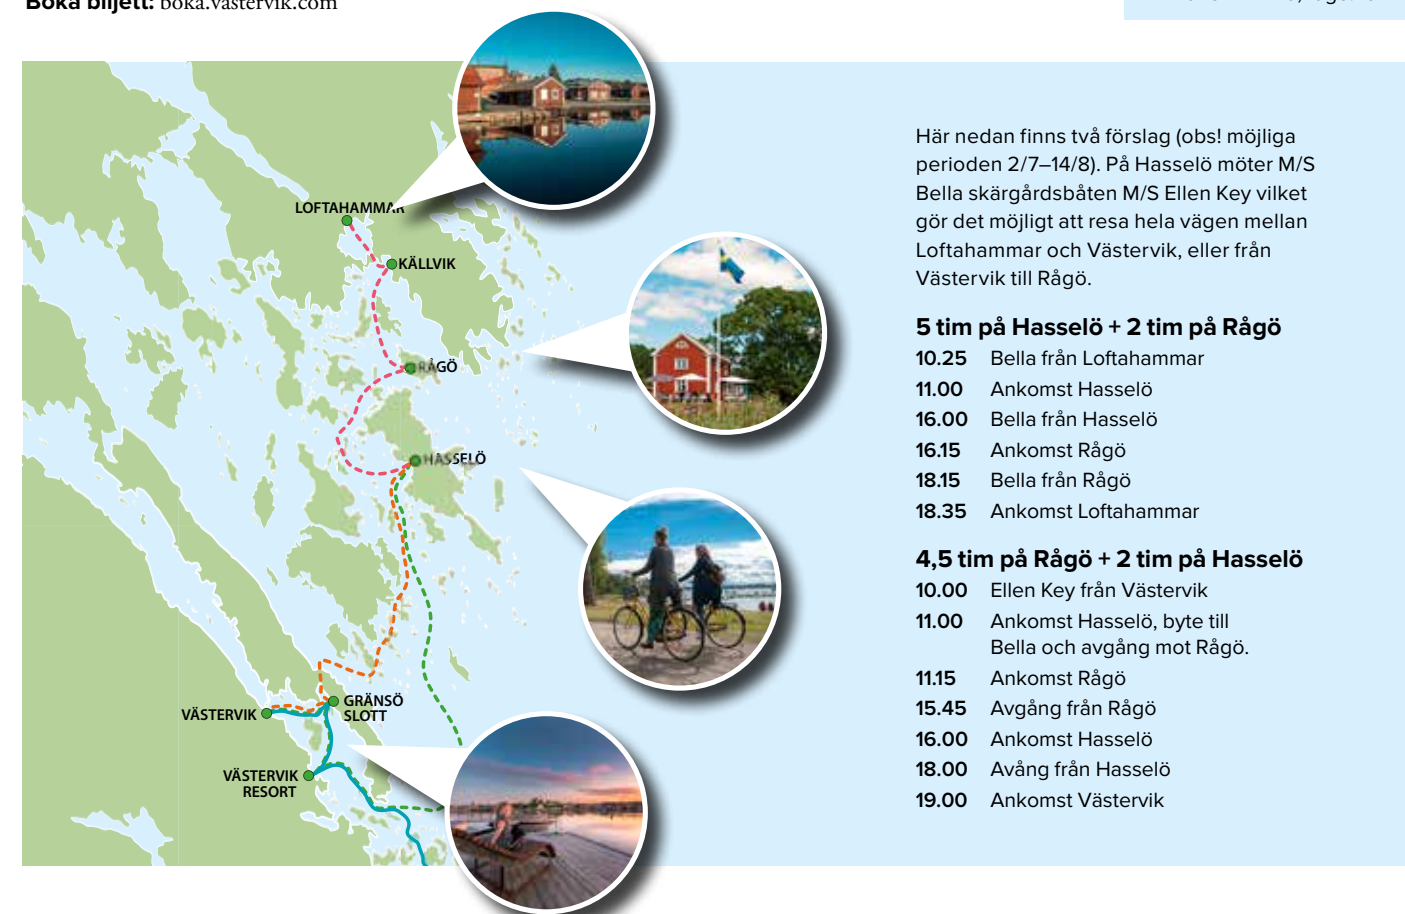 Boka biljett: boka.vastervik.com
LOFTAHAMMAR
KÄLLVIK
RÅGÖ
HASSELÖ
GRÄNSÖ
SLOTT
VÄSTERVIK
VÄSTERVIK
RESORT
Här nedan finns två förslag (obs! möjliga
perioden 2/7–14/8). På Hasselö möter M/S
Bella skärgårdsbåten M/S Ellen Key vilket
gör det möjligt att resa hela vägen mellan
Loftahammar och Västervik, eller från
Västervik till Rågö.
5 tim på Hasselö + 2 tim på Rågö
10.25 Bella från Loftahammar
11.00 Ankomst Hasselö
16.00 Bella från Hasselö
16.15 Ankomst Rågö
18.15 Bella från Rågö
18.35 Ankomst Loftahammar
4,5 tim på Rågö + 2 tim på Hasselö
10.00 Ellen Key från Västervik
11.00 Ankomst Hasselö, byte till
Bella och avgång mot Rågö.
11.15 Ankomst Rågö
15.45 Avgång från Rågö
16.00 Ankomst Hasselö
18.00 Avång från Hasselö
19.00 Ankomst Västervik